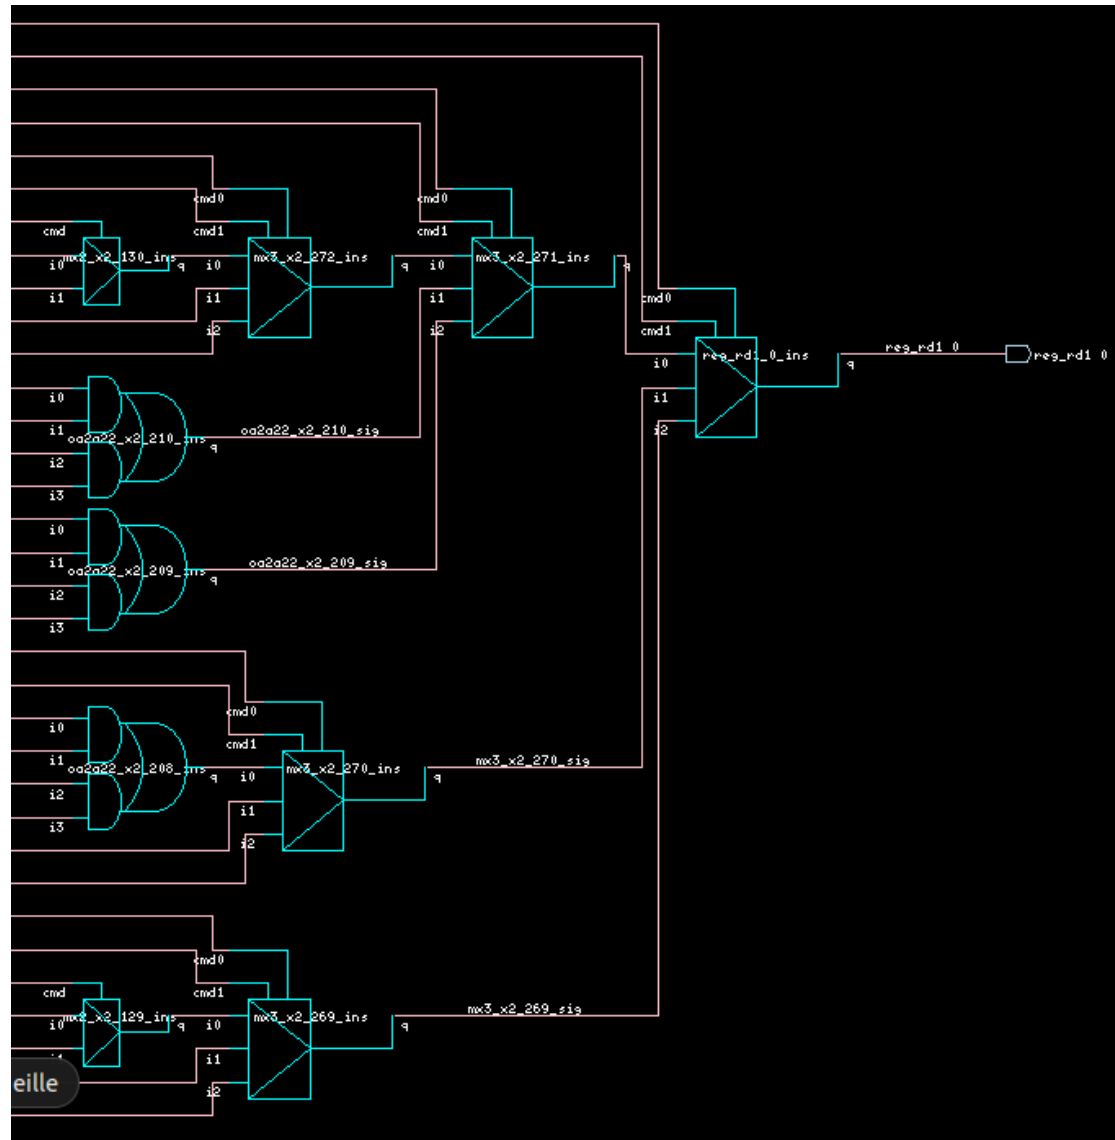 cmd0
cmd0
cmd
cmd1
cmd1
mx2_x2_130_ins
q
i0
i0
mx3_x2_272_ins
q
i0
mx3_x2_271_ins
q
i1
i1
i1
cmd0
i2
i2
cmd1
reg_rd1_0_ins
reg_rd1 0
reg_rd1 0
i0
q
i0
i1
i1
i2
oa2a22_x2_210_ins
oa2a22_x2_210_sig
q
i2
i3
i0
i1
oa2a22_x2_209_ins
oa2a22_x2_209_sig
q
i2
i3
cmd0
i0
cmd1
i1
oa2a22_x2_208_ins
q
i0
mx3_x2_270_ins
q
mx3_x2_270_sig
i2
i1
i3
i2
cmd0
cmd
cmd1
mx2_x2_129_ins
q
i0
i0
mx3_x2_269_ins
q
mx3_x2_269_sig
i1
i2
eille